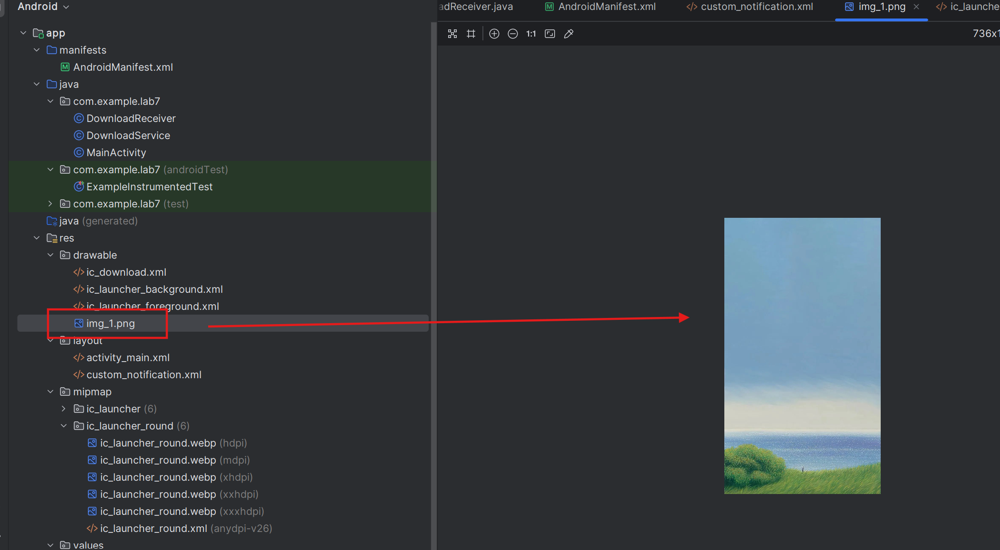 Android
app
manifests
AndroidManifest.xml
java
com.example.lab7
DownloadReceiver
DownloadService
MainActivity
com.example.lab7 (androidTest)
ExampleInstrumentedTest
com.example.lab7 (test)
java (generated)
res
drawable
ic_download.xml
ic_launcher_background.xml
ic_launcher_foreground.xml
img_1.png
layout
activity_main.xml
custom_notification.xml
mipmap
ic_launcher (6)
ic_launcher_round (6)
ic_launcher_round.webp (hdpi)
ic_launcher_round.webp (mdpi)
ic_launcher_round.webp (xhdpi)
ic_launcher_round.webp (xxhdpi)
ic_launcher_round.webp (xxxhdpi)
ic_launcher_round.xml (anydpi-v26)
values
adReceiver.java AndroidManifest.xml custom_notification.xml img_1.png ic_launche
1:1 736x1